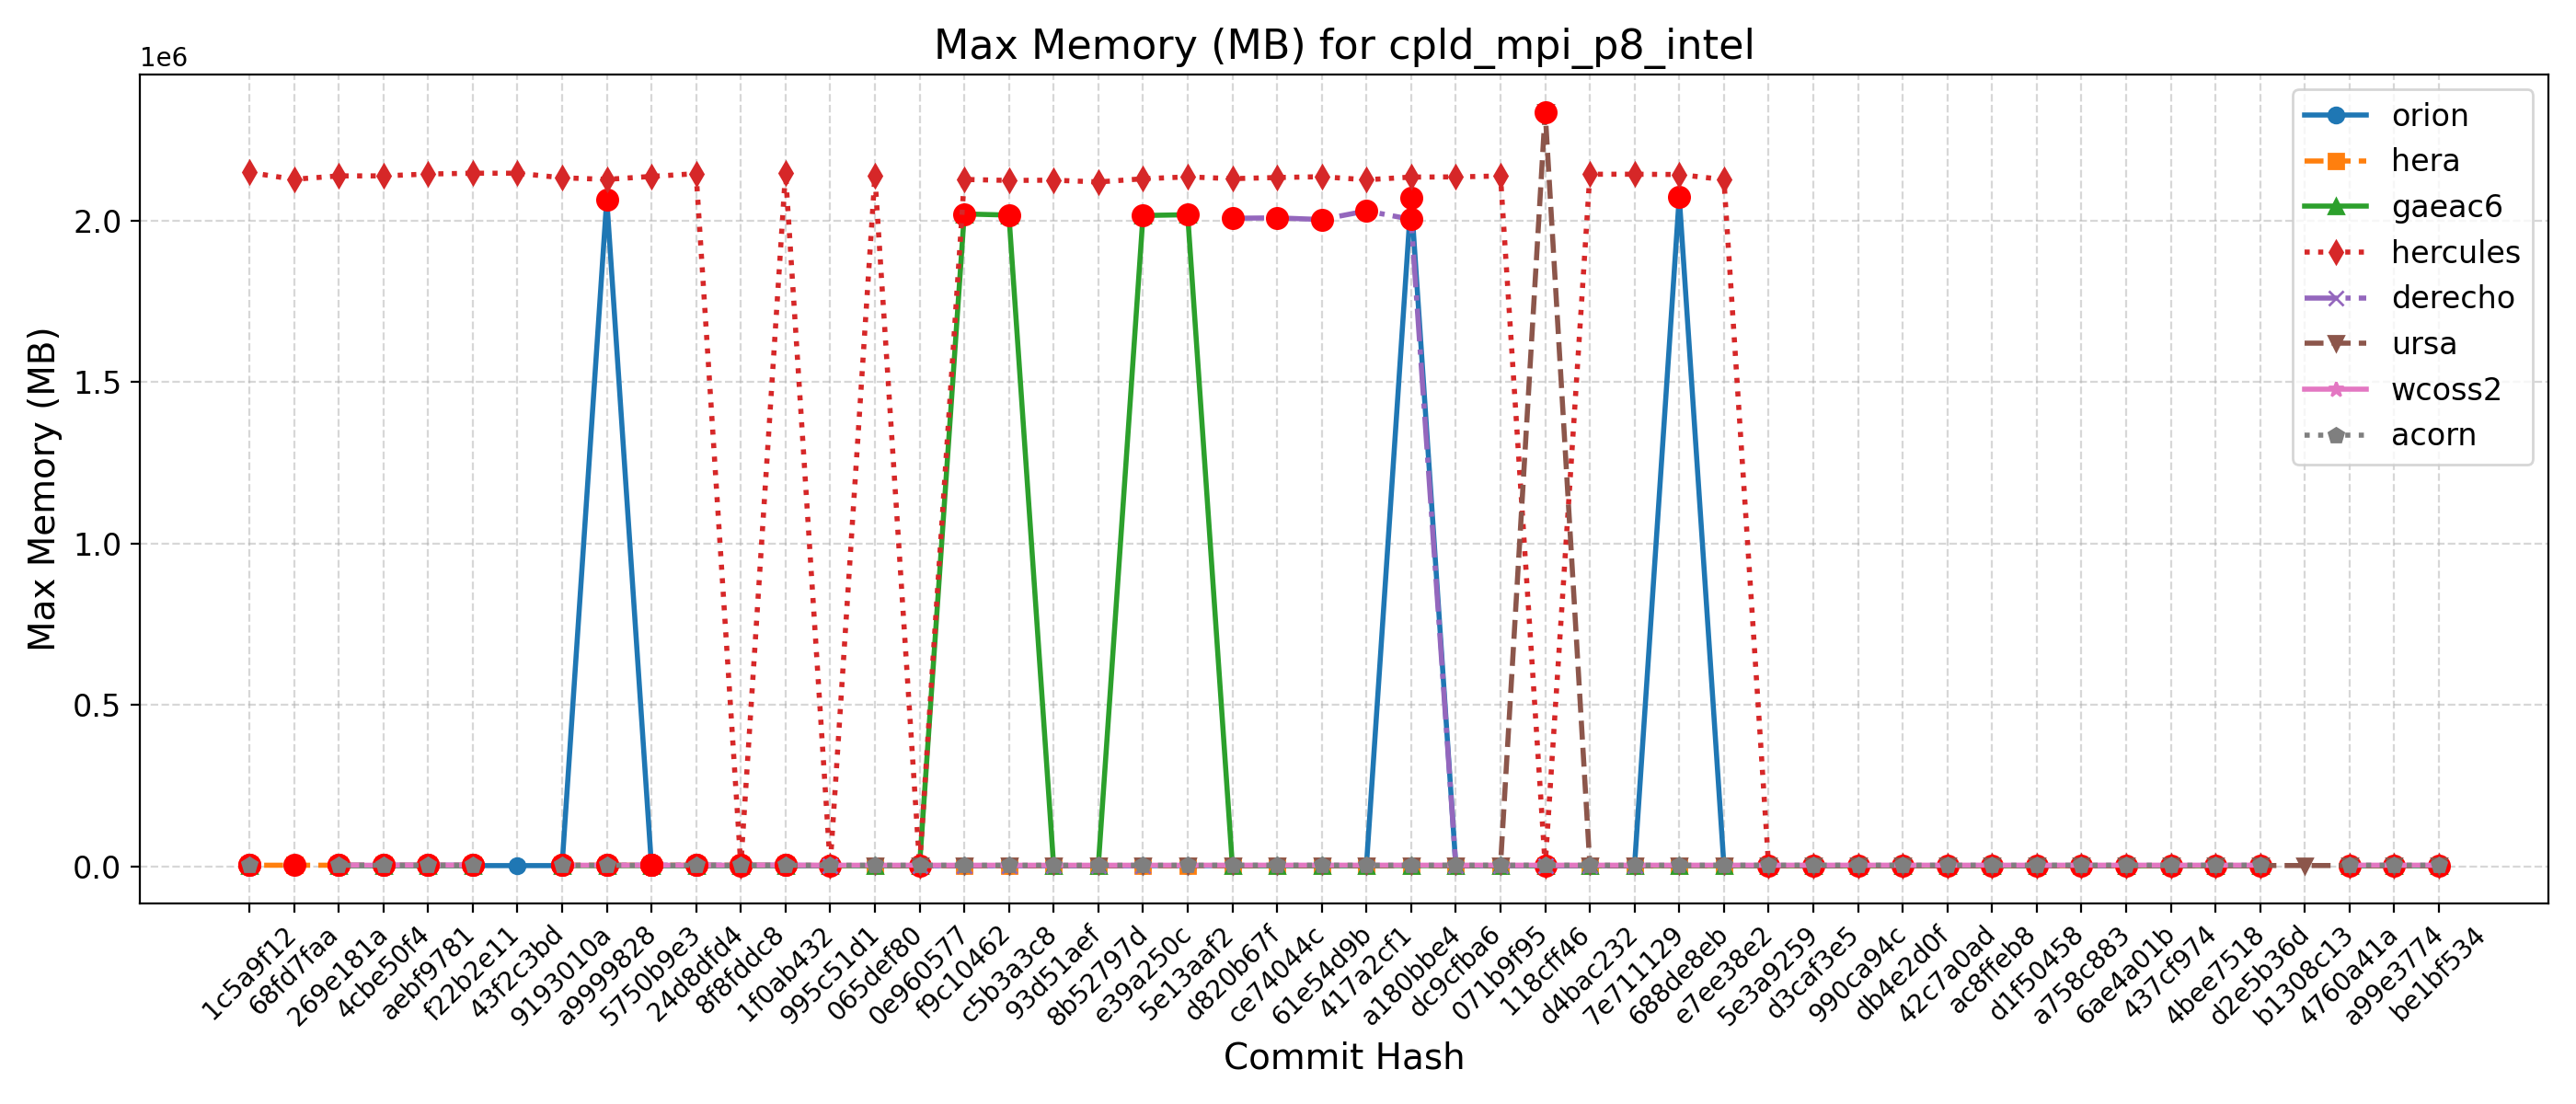 Max Memory (MB) for cpld_mpi_p8_intel
1e6
2.0
1.5
1.0
0.5
0.0
Max Memory (MB)
orion
hera
gaeac6
hercules
derecho
ursa
wcoss2
acorn
1c5a9f12
68fd7faa
269e181a
4cbe50f4
aebf9781
f22b2e11
43f2c3bd
9193010a
a9999828
5750b9e3
24d8dfd4
8f8fddc8
1f0ab432
995c51d1
065def80
0e960577
f9c10462
c5b3a3c8
93d51aef
8b52797d
e39a250c
5e13aaf2
d820b67f
ce74044c
61e54d9b
417a2cf1
a180bbe4
dc9cfba6
071b9f95
118cff46
d4bac232
7e711129
688de8eb
e7ee38e2
5e3a9259
d3caf3e5
990ca94c
db4e2d0f
42c7a0ad
ac8ffeb8
d1f50458
a758c883
6ae4a01b
437cf974
4bee7518
d2e5b36d
b1308c13
4760a41a
a99e3774
be1bf534
Commit Hash